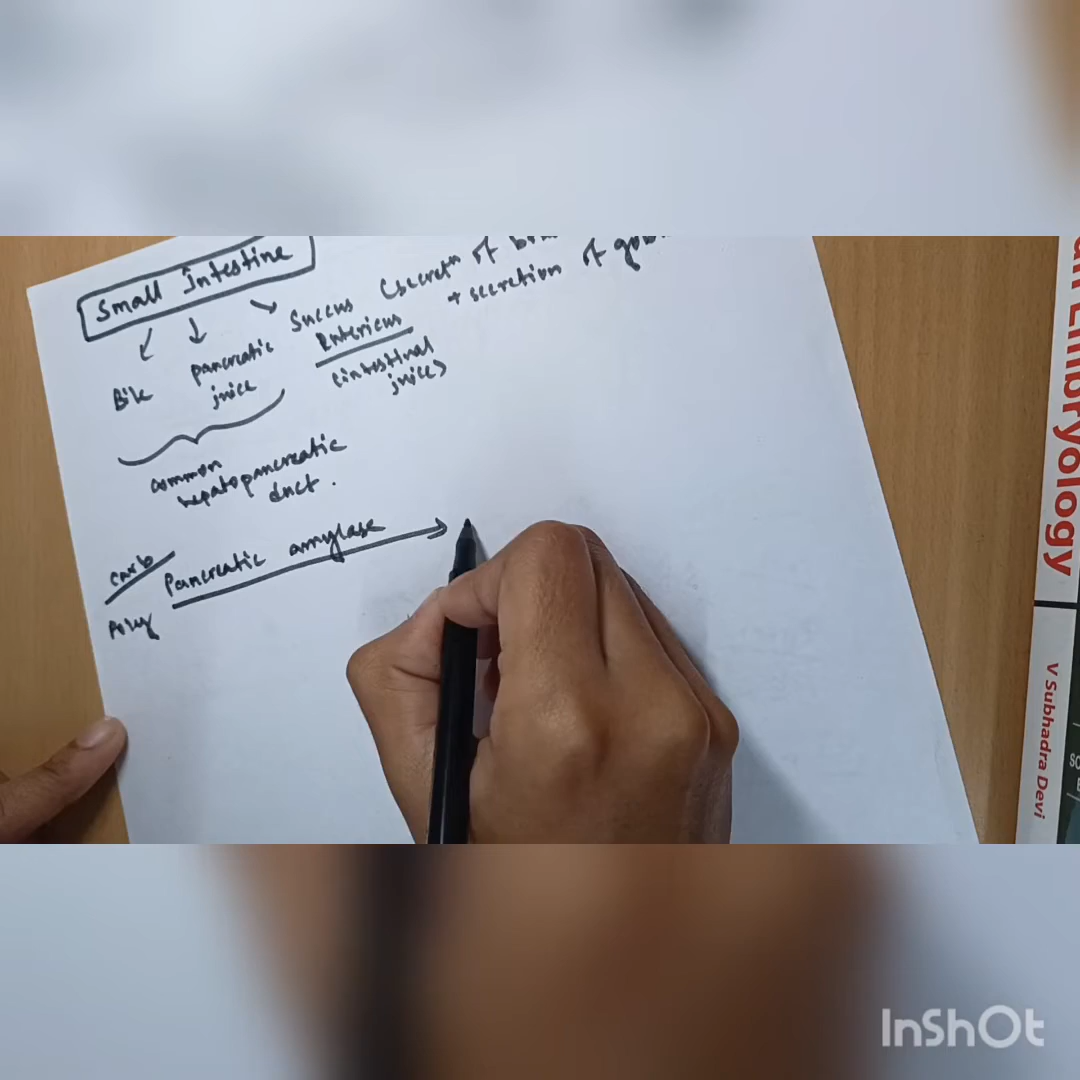 Small Intestine
Bile
pancreatic
juice
Succus (secretn of
Entericus + secretion of
(intestinal
juice)
common
hepatopancreatic
duct.
carb
Pancreatic amylase
Poly
Embryology
V Subhadra Devi
InShOt